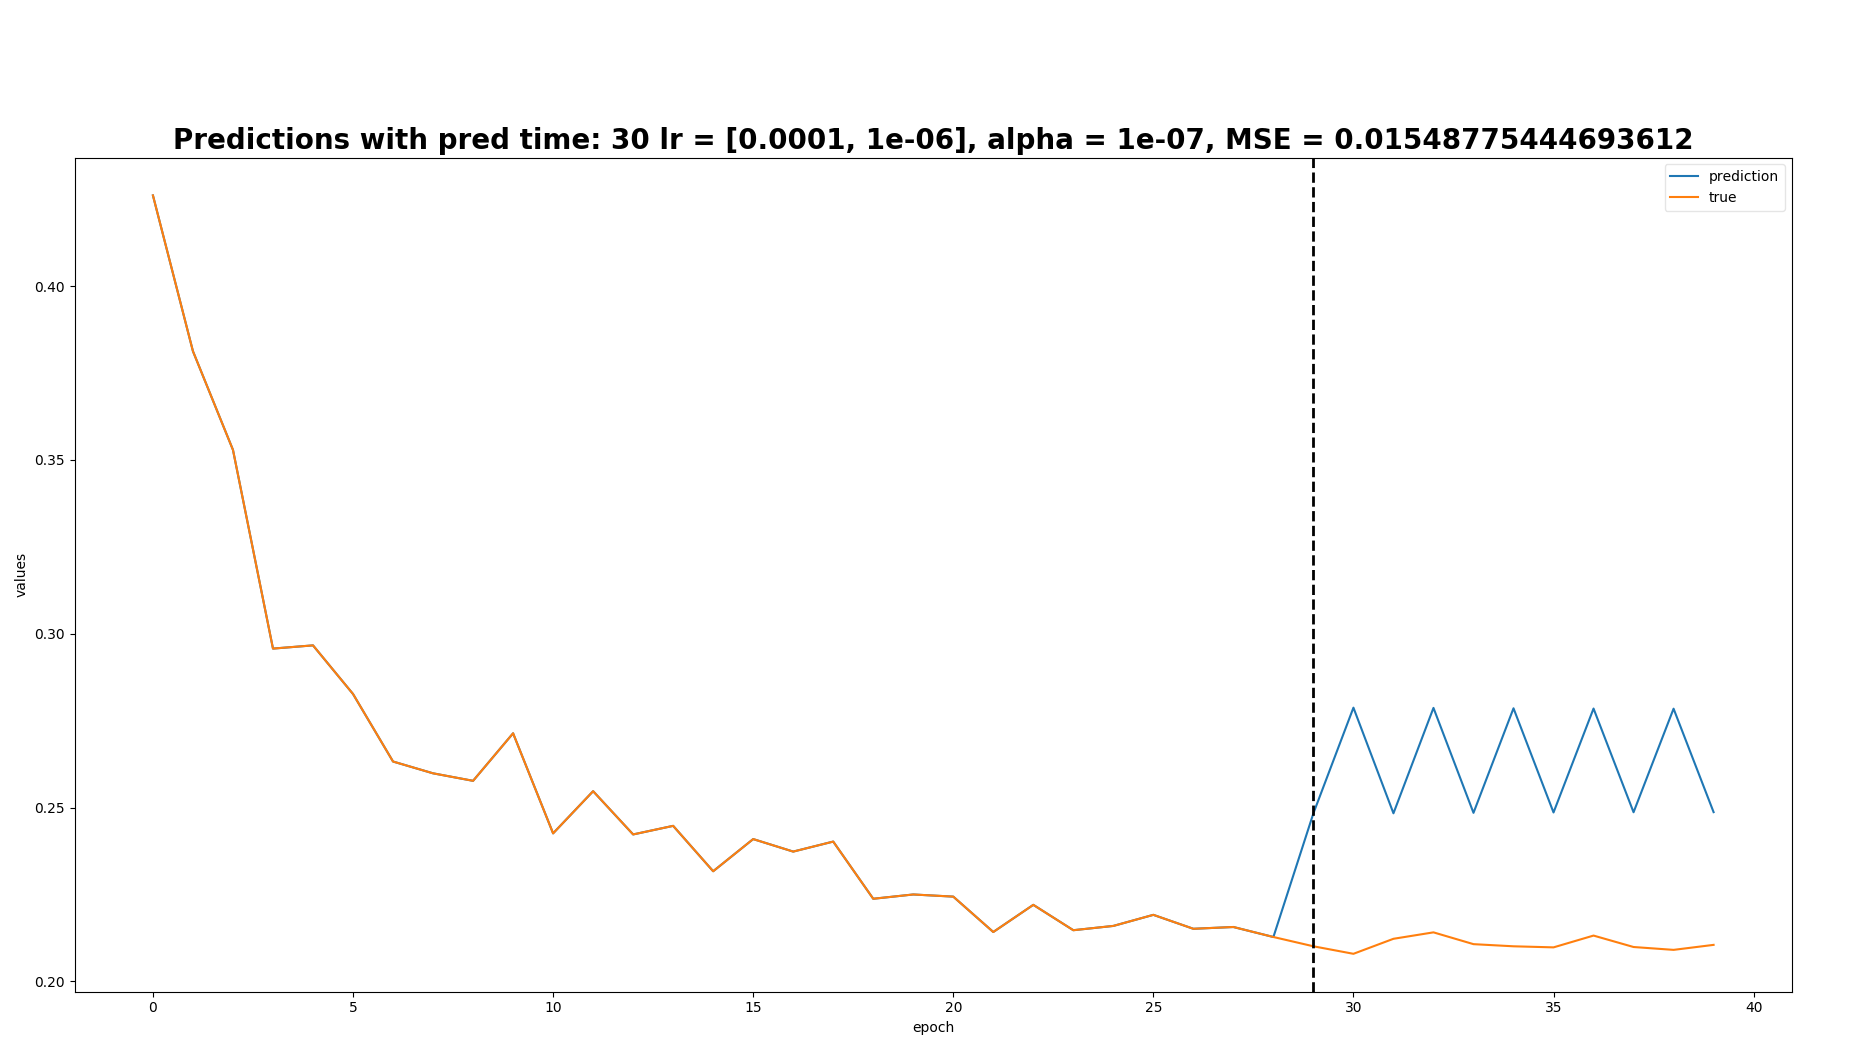 Predictions with pred time: 30 lr = [0.0001, 1e-06], alpha = 1e-07, MSE = 0.01548775444693612
prediction
true
values
0.40
0.35
0.30
0.25
0.20
0 5 10 15 20 25 30 35 40
epoch